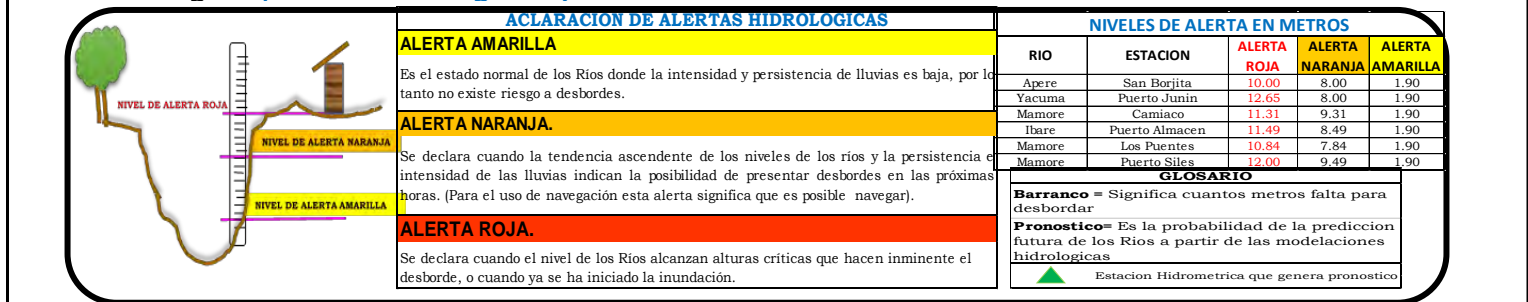 NIVEL DE ALERTA ROJA
NIVEL DE ALERTA NARANJA
NIVEL DE ALERTA AMARILLA
ACLARACION DE ALERTAS HIDROLOGICAS
ALERTA AMARILLA
Es el estado normal de los Ríos donde la intensidad y persistencia de lluvias es baja, por lo
tanto no existe riesgo a desbordes.
ALERTA NARANJA.
Se declara cuando la tendencia ascendente de los niveles de los ríos y la persistencia e
intensidad de las lluvias indican la posibilidad de presentar desbordes en las próximas
horas. (Para el uso de navegación esta alerta significa que es posible navegar).
ALERTA ROJA.
Se declara cuando el nivel de los Ríos alcanzan alturas críticas que hacen inminente el
desborde, o cuando ya se ha iniciado la inundación.
NIVELES DE ALERTA EN METROS
RIO ESTACION ALERTA ROJA ALERTA NARANJA ALERTA AMARILLA
Apere San Borjita 10.00 8.00 1.90
Yacuma Puerto Junin 12.65 8.00 1.90
Mamore Camiaco 11.31 9.31 1.90
Ibare Puerto Almacen 11.49 8.49 1.90
Mamore Los Puentes 10.84 7.84 1.90
Mamore Puerto Siles 12.00 9.49 1.90
GLOSARIO
Barranco = Significa cuantos metros falta para
desbordar
Pronostico= Es la probabilidad de la prediccion
futura de los Rios a partir de las modelaciones
hidrologicas
Estacion Hidrometrica que genera pronostico